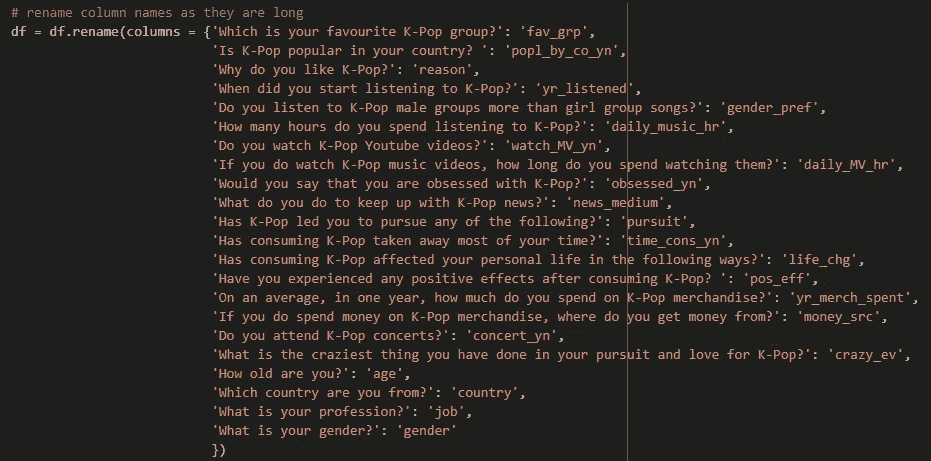 # rename column names as they are long
df = df.rename(columns = {'Which is your favourite K-Pop group?': 'fav_grp',
'Is K-Pop popular in your country? ': 'popl_by_co_yn',
'Why do you like K-Pop?': 'reason',
'When did you start listening to K-Pop?': 'yr_listened',
'Do you listen to K-Pop male groups more than girl group songs?': 'gender_pref',
'How many hours do you spend listening to K-Pop?': 'daily_music_hr',
'Do you watch K-Pop Youtube videos?': 'watch_MV_yn',
'If you do watch K-Pop music videos, how long do you spend watching them?': 'daily_MV_hr',
'Would you say that you are obsessed with K-Pop?': 'obsessed_yn',
'What do you do to keep up with K-Pop news?': 'news_medium',
'Has K-Pop led you to pursue any of the following?': 'pursuit',
'Has consuming K-Pop taken away most of your time?': 'time_cons_yn',
'Has consuming K-Pop affected your personal life in the following ways?': 'life_chg',
'Have you experienced any positive effects after consuming K-Pop? ': 'pos_eff',
'On an average, in one year, how much do you spend on K-Pop merchandise?': 'yr_merch_spent',
'If you do spend money on K-Pop merchandise, where do you get money from?': 'money_src',
'Do you attend K-Pop concerts?': 'concert_yn',
'What is the craziest thing you have done in your pursuit and love for K-Pop?': 'crazy_ev',
'How old are you?': 'age',
'Which country are you from?': 'country',
'What is your profession?': 'job',
'What is your gender?': 'gender'
})